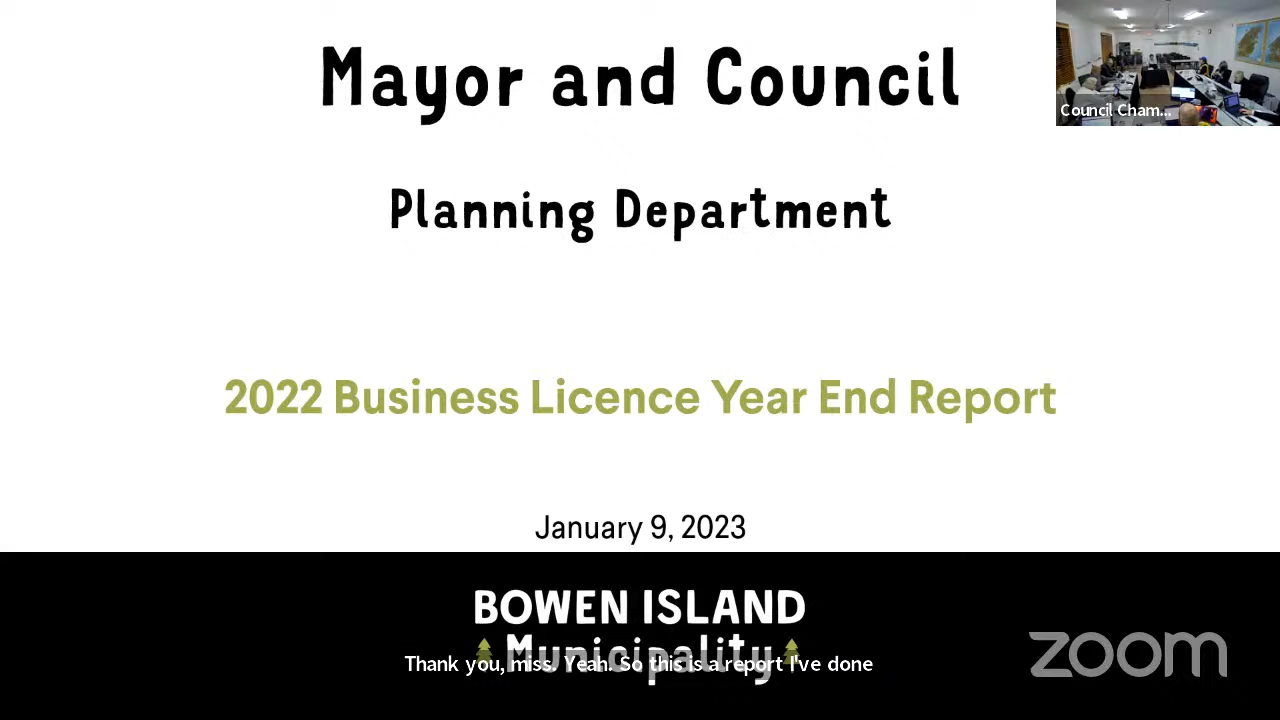 Mayor and Council
Council Cham...
Planning Department
2022 Business Licence Year End Report
January 9, 2023
BOWEN ISLAND
Municipality
Thank you, miss. Yeah. So this is a report I've done
zoom